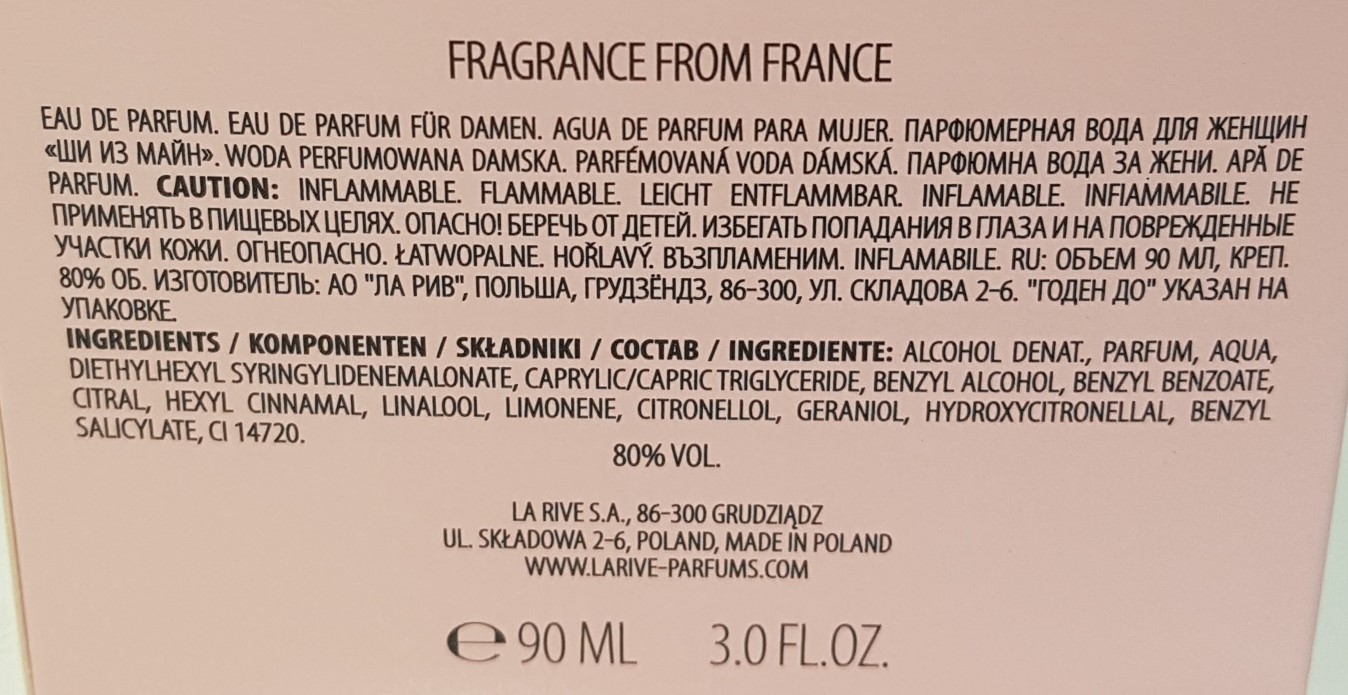 FRAGRANCE FROM FRANCE
EAU DE PARFUM. EAU DE PARFUM FÜR DAMEN. AGUA DE PARFUM PARA MUJER. ПАРФЮМЕРНАЯ ВОДА ДЛЯ ЖЕНЩИН
«ШИ ИЗ МАЙН». WODA PERFUMOWANA DAMSKA. PARFÉMOVANÁ VODA DÁMSKÁ. ПАРФЮМНА ВОДА ЗА ЖЕНИ. APĂ DE
PARFUM. CAUTION: INFLAMMABLE. FLAMMABLE. LEICHT ENTFLAMMBAR. INFLAMABLE. INFIAMMABILE. НЕ
ПРИМЕНЯТЬ В ПИЩЕВЫХ ЦЕЛЯХ. ОПАСНО! БЕРЕЧЬ ОТ ДЕТЕЙ. ИЗБЕГАТЬ ПОПАДАНИЯ В ГЛАЗА И НА ПОВРЕЖДЕННЫЕ
УЧАСТКИ КОЖИ. ОГНЕОПАСНО. ŁATWOPALNE. HOŘLAVÝ. ВЪЗПЛАМЕНИМ. INFLAMABILE. RU: ОБЪЕМ 90 МЛ, КРЕП.
80% ОБ. ИЗГОТОВИТЕЛЬ: АО "ЛА РИВ", ПОЛЬША, ГРУДЗЁНДЗ, 86-300, УЛ. СКЛАДОВА 2-6. "ГОДЕН ДО" УКАЗАН НА
УПАКОВКЕ.
INGREDIENTS / KOMPONENTEN / SKŁADNIKI / СОСТАВ / INGREDIENTE: ALCOHOL DENAT., PARFUM, AQUA,
DIETHYLHEXYL SYRINGYLIDENEMALONATE, CAPRYLIC/CAPRIC TRIGLYCERIDE, BENZYL ALCOHOL, BENZYL BENZOATE,
CITRAL, HEXYL CINNAMAL, LINALOOL, LIMONENE, CITRONELLOL, GERANIOL, HYDROXYCITRONELLAL, BENZYL
SALICYLATE, CI 14720.
80% VOL.
LA RIVE S.A., 86-300 GRUDZIĄDZ
UL. SKŁADOWA 2-6, POLAND, MADE IN POLAND
WWW.LARIVE-PARFUMS.COM
℮ 90 ML 3.0 FL.OZ.